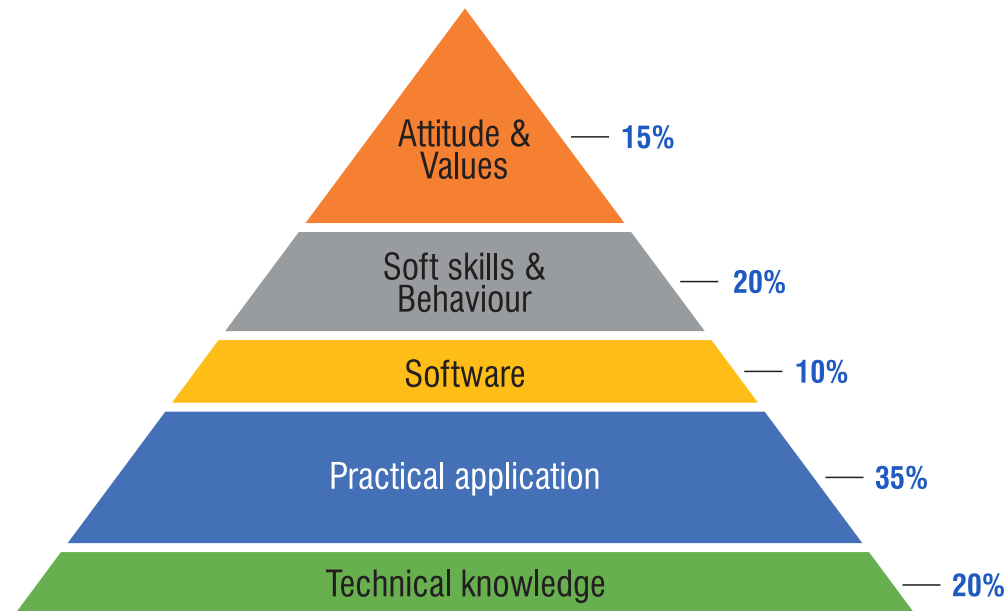 Attitude &
Values
15%
Soft skills &
Behaviour
20%
Software
10%
Practical application
35%
Technical knowledge
20%